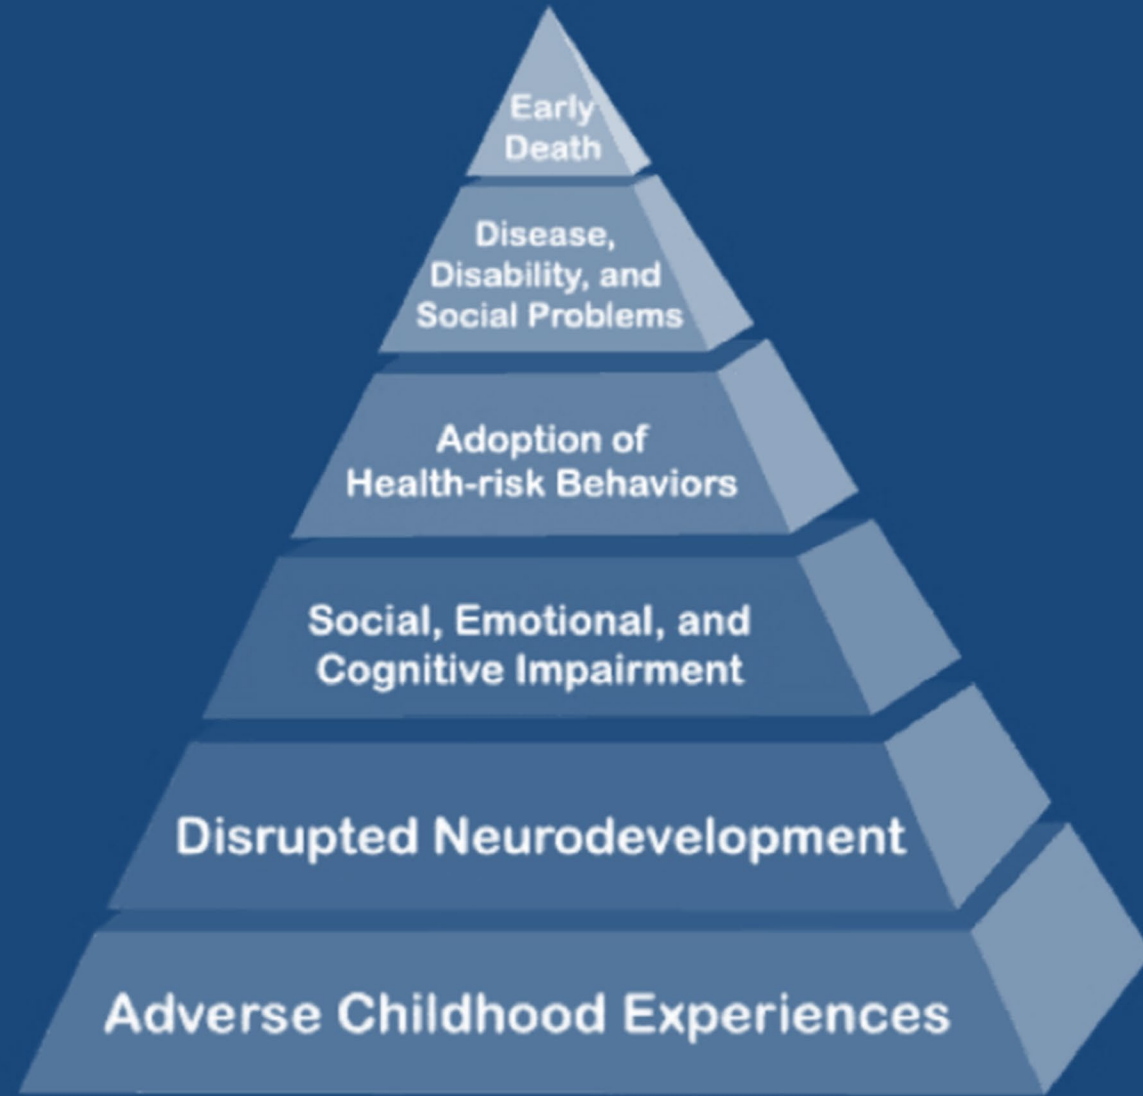 Early
Death
Disease,
Disability, and
Social Problems
Adoption of
Health-risk Behaviors
Social, Emotional, and
Cognitive Impairment
Disrupted Neurodevelopment
Adverse Childhood Experiences